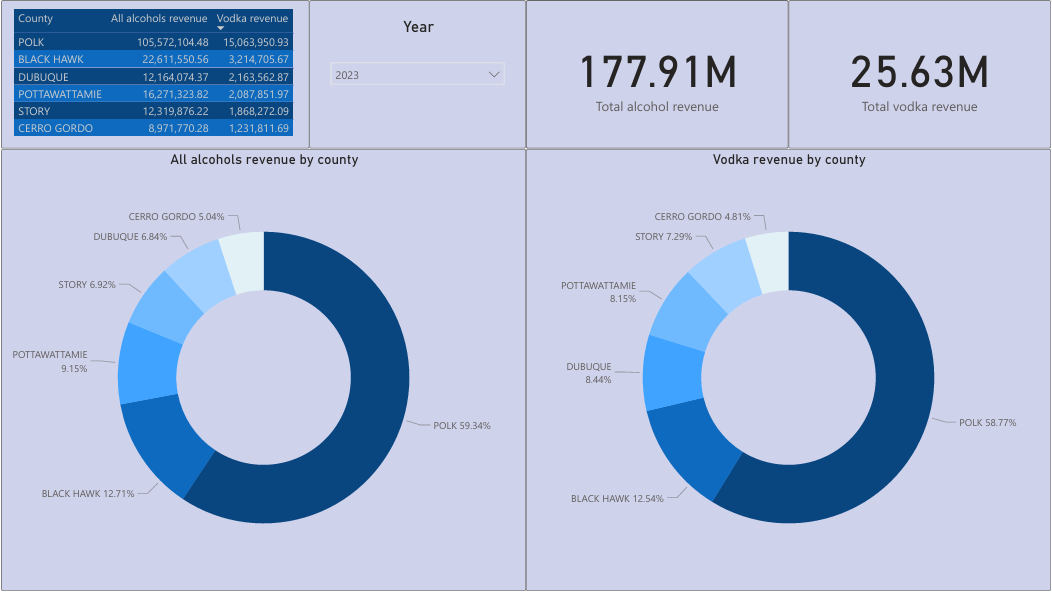 County All alcohols revenue Vodka revenue
POLK 105,572,104.48 15,063,950.93
BLACK HAWK 22,611,550.56 3,214,705.67
DUBUQUE 12,164,074.37 2,163,562.87
POTTAWATTAMIE 16,271,323.82 2,087,851.97
STORY 12,319,876.22 1,868,272.09
CERRO GORDO 8,971,770.28 1,231,811.69
Year
2023
177.91M
Total alcohol revenue
25.63M
Total vodka revenue
All alcohols revenue by county
CERRO GORDO 5.04%
DUBUQUE 6.84%
STORY 6.92%
POTTAWATTAMIE
9.15%
POLK 59.34%
BLACK HAWK 12.71%
Vodka revenue by county
CERRO GORDO 4.81%
STORY 7.29%
POTTAWATTAMIE
8.15%
DUBUQUE
8.44%
POLK 58.77%
BLACK HAWK 12.54%